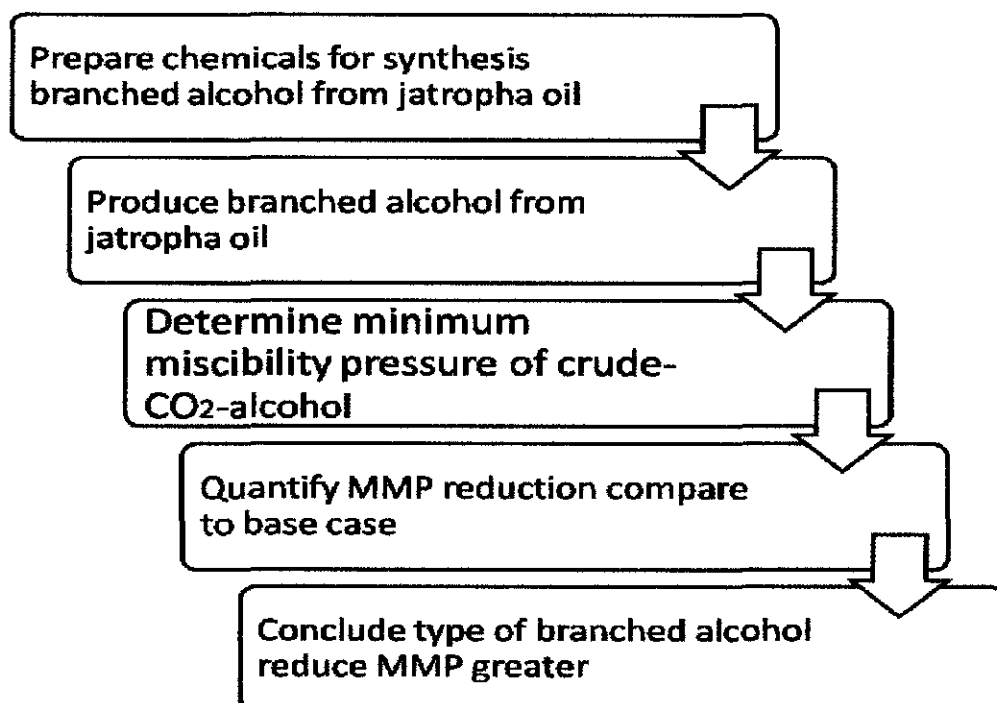 Prepare chemicals for synthesis
branched alcohol from jatropha oil
Produce branched alcohol from
jatropha oil
Determine minimum
miscibility pressure of crude-
CO2-alcohol
Quantify MMP reduction compare
to base case
Conclude type of branched alcohol
reduce MMP greater